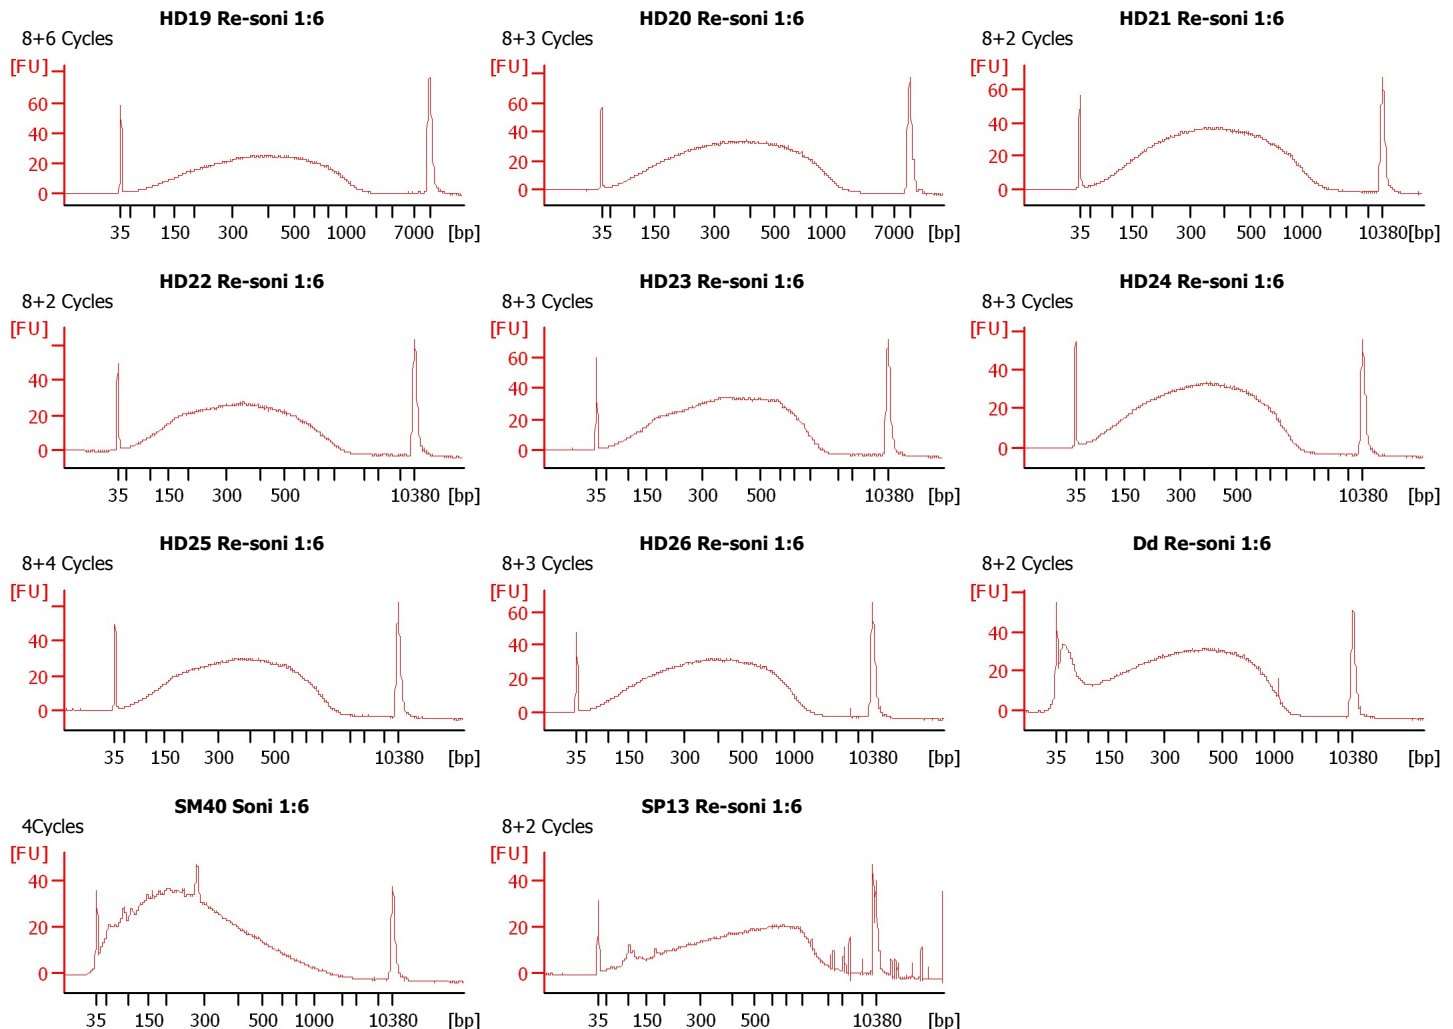 HD19 Re-soni 1:6
8+6 Cycles
[FU]
60
40
20
0
35 150 300 500 1000 7000 [bp]
HD20 Re-soni 1:6
8+3 Cycles
[FU]
60
40
20
0
35 150 300 500 1000 7000 [bp]
HD21 Re-soni 1:6
8+2 Cycles
[FU]
60
40
20
0
35 150 300 500 1000 10380[bp]
HD22 Re-soni 1:6
8+2 Cycles
[FU]
40
20
0
35 150 300 500 10380 [bp]
HD23 Re-soni 1:6
8+3 Cycles
[FU]
60
40
20
0
35 150 300 500 10380 [bp]
HD24 Re-soni 1:6
8+3 Cycles
[FU]
40
20
0
35 150 300 500 10380 [bp]
HD25 Re-soni 1:6
8+4 Cycles
[FU]
40
20
0
35 150 300 500 10380 [bp]
HD26 Re-soni 1:6
8+3 Cycles
[FU]
60
40
20
0
35 150 300 500 1000 10380 [bp]
Dd Re-soni 1:6
8+2 Cycles
[FU]
40
20
0
35 150 300 500 1000 10380 [bp]
SM40 Soni 1:6
4Cycles
[FU]
40
20
0
35 150 300 1000 10380 [bp]
SP13 Re-soni 1:6
8+2 Cycles
[FU]
40
20
0
35 150 300 500 10380 [bp]